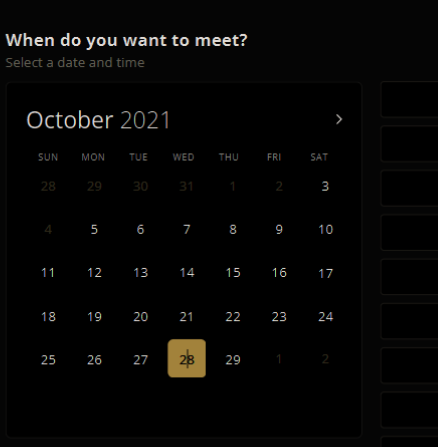 When do you want to meet?
Select a date and time
October 2021 >
SUN MON TUE WED THU FRI SAT
28 29 30 31 1 2 3
4 5 6 7 8 9 10
11 12 13 14 15 16 17
18 19 20 21 22 23 24
25 26 27 28 29 1 2